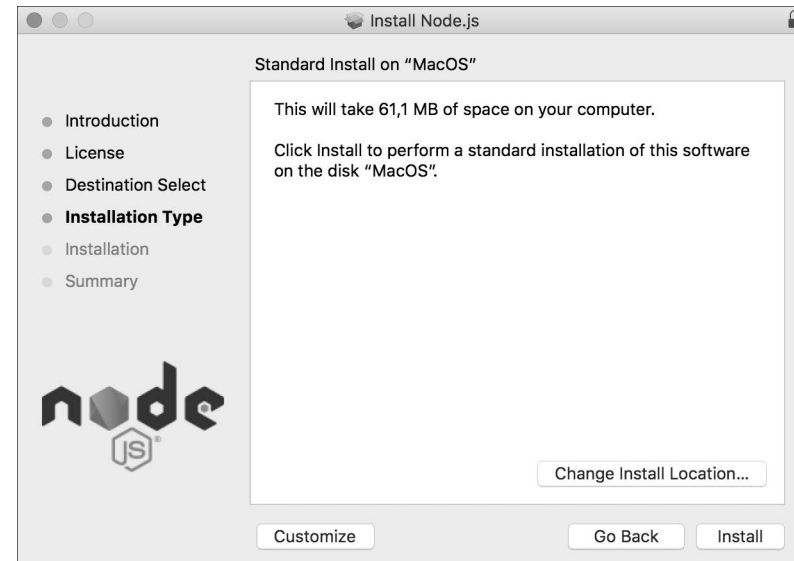 Install Node.js
Standard Install on “MacOS”
Introduction
License
Destination Select
Installation Type
Installation
Summary
This will take 61,1 MB of space on your computer.
Click Install to perform a standard installation of this software
on the disk “MacOS”.
node
JS®
Change Install Location...
Customize
Go Back
Install